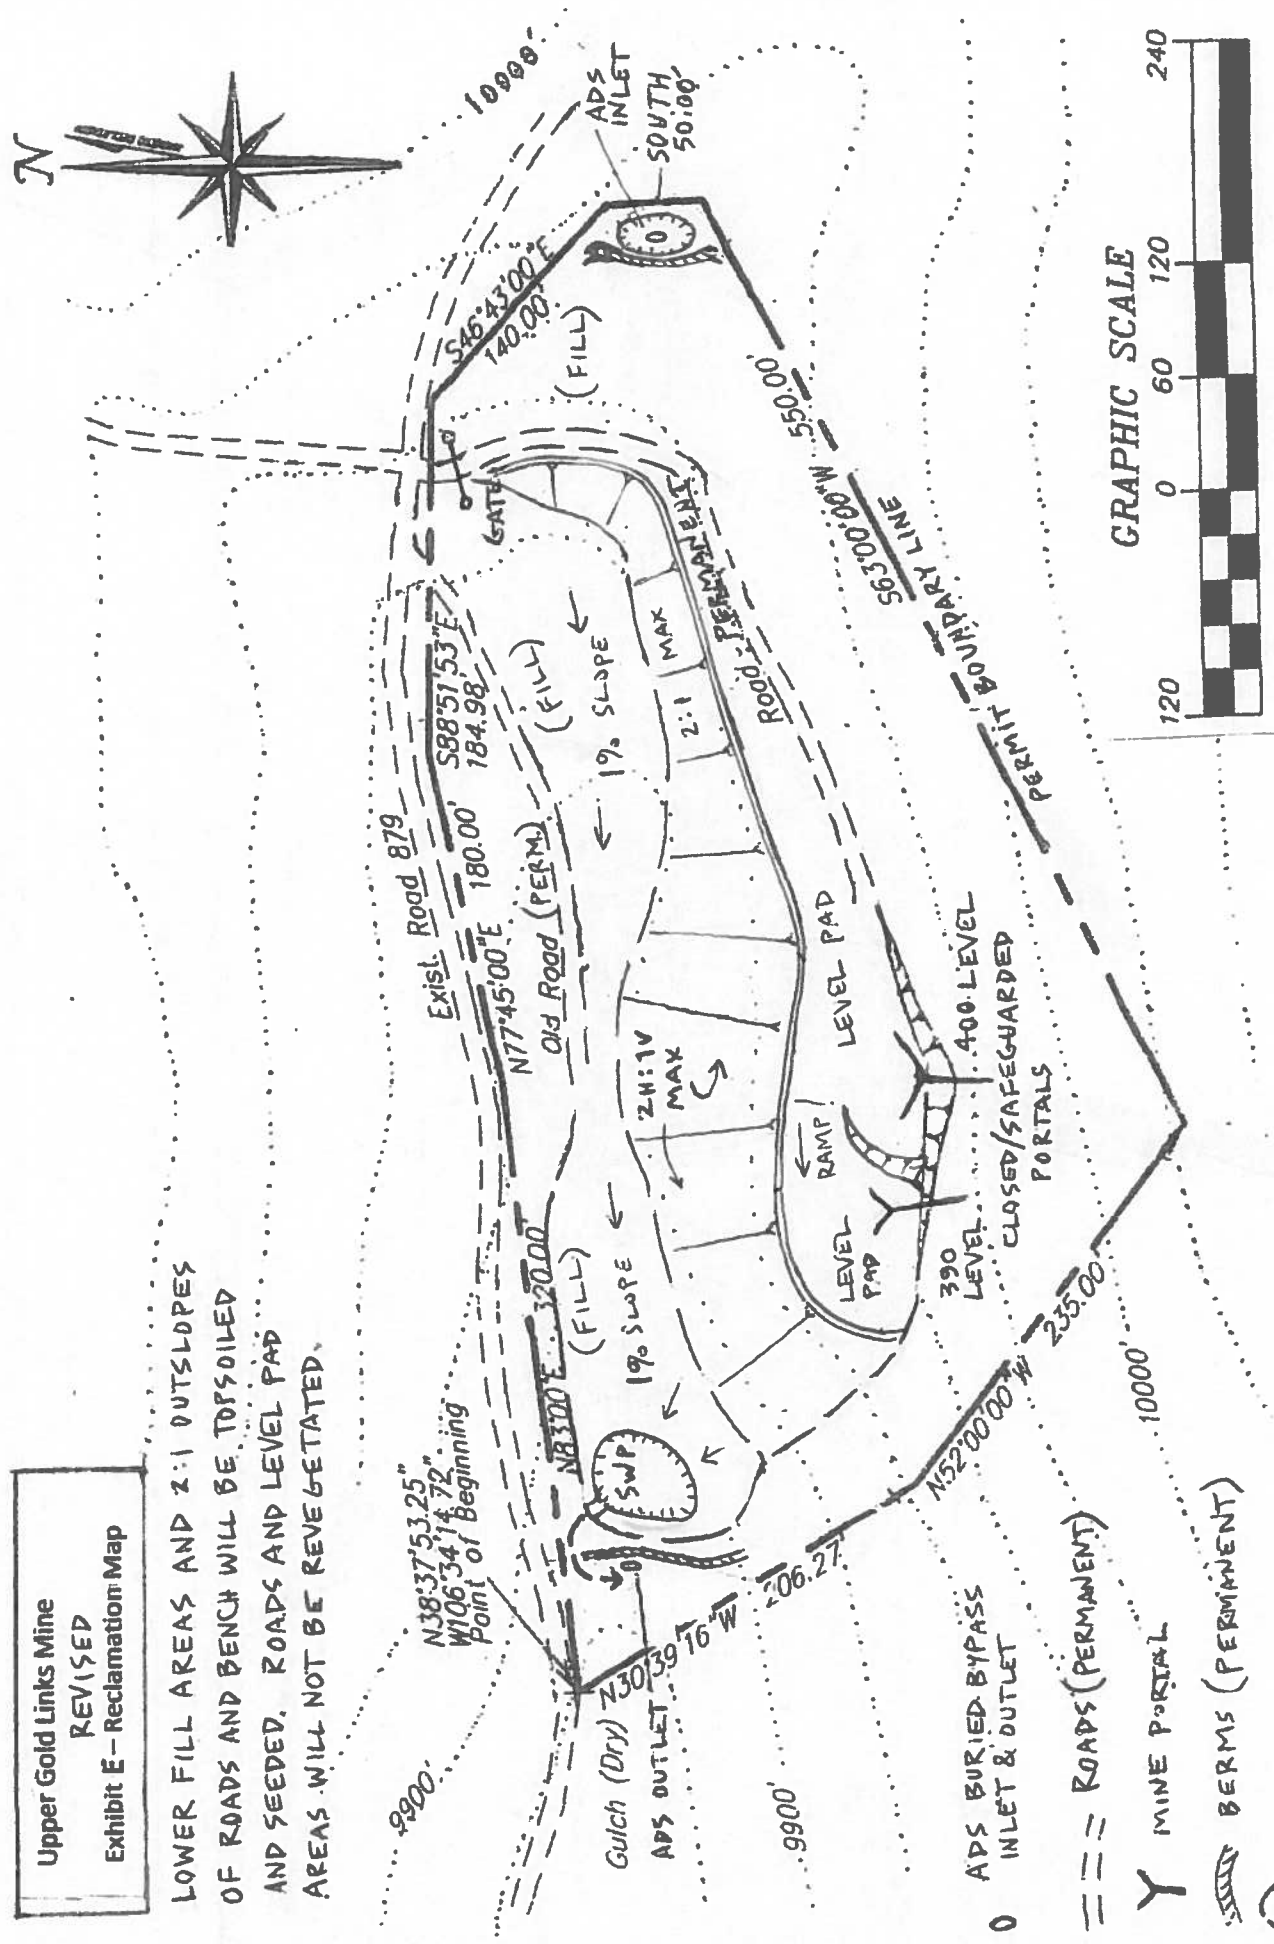 Upper Gold Links Mine
REVISED
Exhibit E – Reclamation Map
LOWER FILL AREAS AND 2:1 OUTSLOPES
OF ROADS AND BENCH WILL BE TOPSOILED
AND SEEDED. ROADS AND LEVEL PAD
AREAS WILL NOT BE REVEGETATED.
N
10000'
9900'
N38°37'53.25"
W106°34'14.72"
Point of Beginning
Exist. Road 879
N83°00'E 320.00'
N77°45'00"E 180.00'
S88°51'53"E
184.98'
S46°43'00"E
140.00'
ADS
INLET
SOUTH
50.00'
GATE
(FILL)
Old Road (PERM.)
(FILL)
1% SLOPE
(FILL)
1% SLOPE
SWP
2H:1V
MAX
2:1 MAX
Road: PERMANENT
LEVEL PAD
RAMP
LEVEL
PAD
400 LEVEL
390
LEVEL
CLOSED/SAFEGUARDED
PORTALS
S63°00'00"W 550.00'
PERMIT BOUNDARY LINE
N52°00'00"W 235.00
N30°39'16"W 206.27'
Gulch (Dry)
ADS OUTLET
9900'
10000'
ADS BURIED BYPASS
INLET & OUTLET
ROADS (PERMANENT)
MINE PORTAL
BERMS (PERMANENT)
GRAPHIC SCALE
120 0 60 120 240